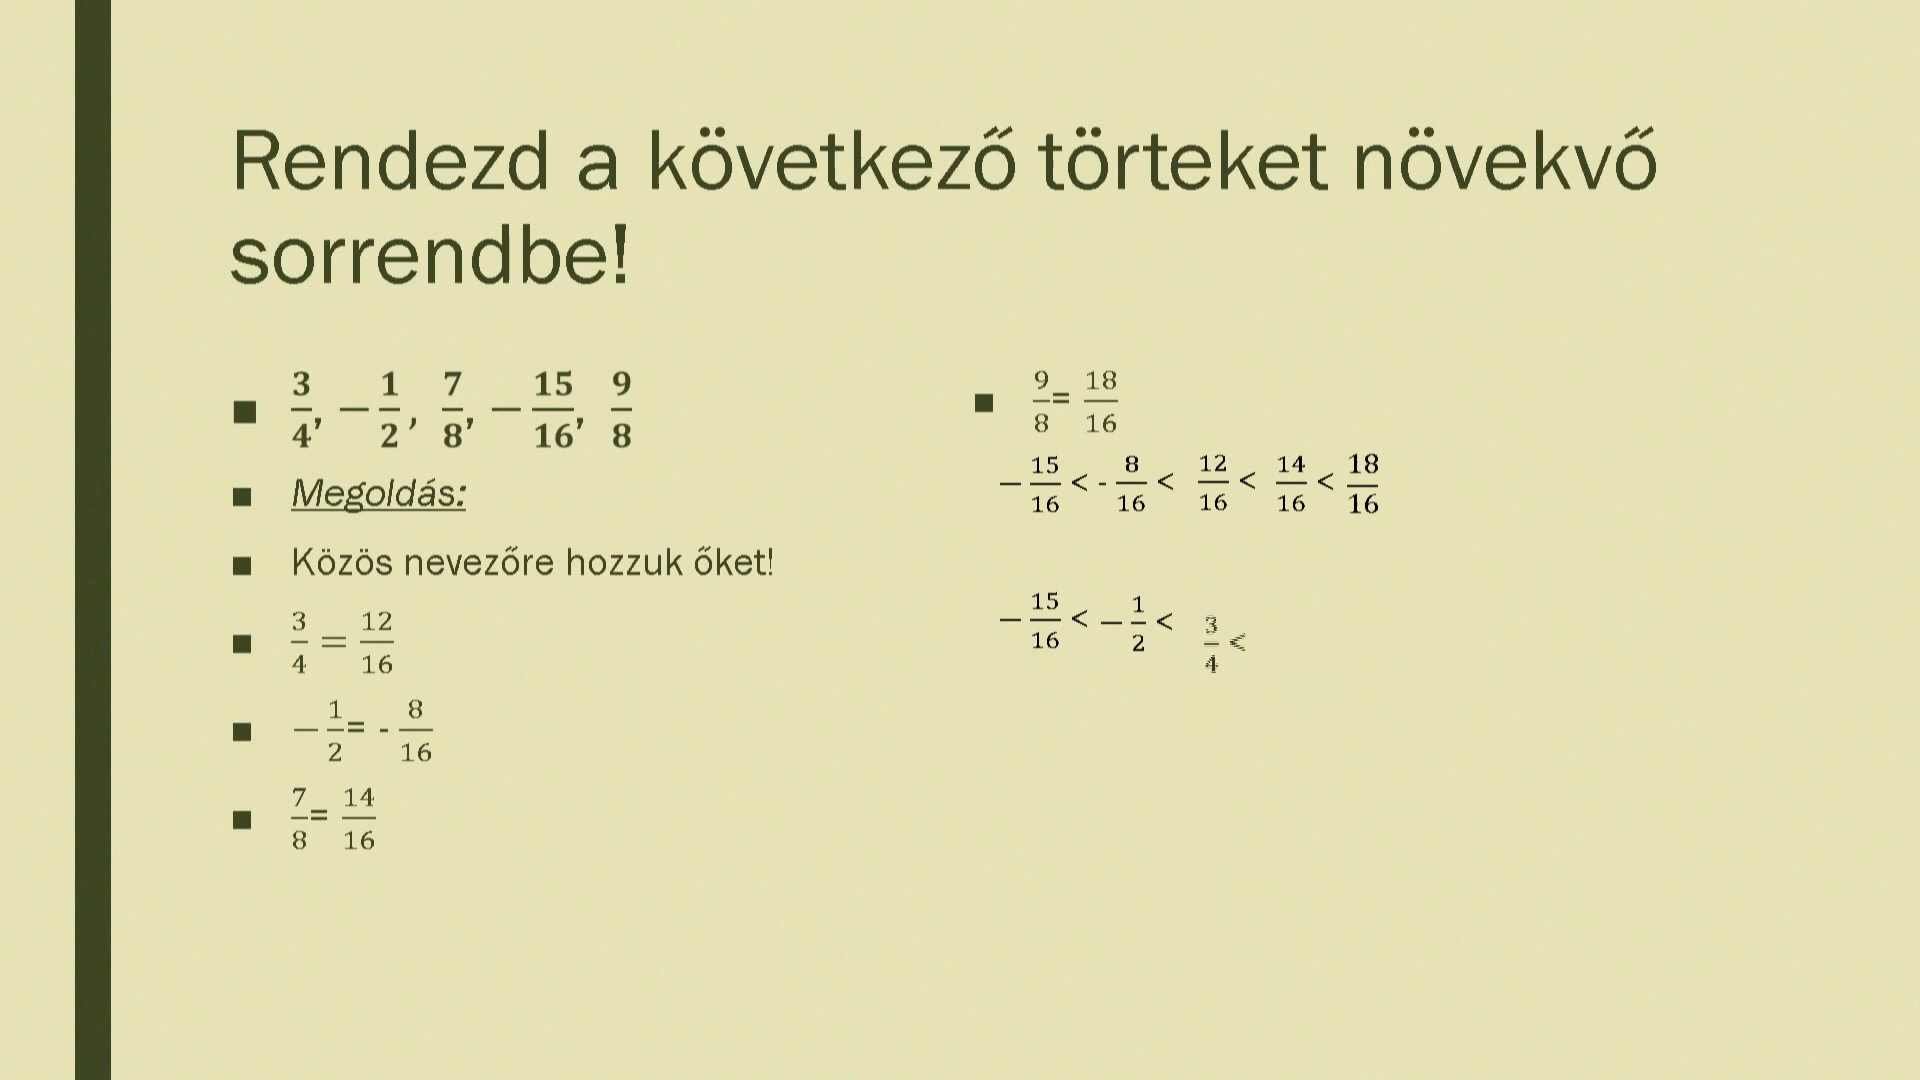 Rendezd a következő törteket növekvő
sorrendbe!
■ 3/4, −1/2, 7/8, −15/16, 9/8
■ Megoldás:
■ Közös nevezőre hozzuk őket!
■ 3/4 = 12/16
■ −1/2 = - 8/16
■ 7/8 = 14/16
■ 9/8 = 18/16
−15/16 < - 8/16 < 12/16 < 14/16 < 18/16
−15/16 < −1/2 < 3/4 <